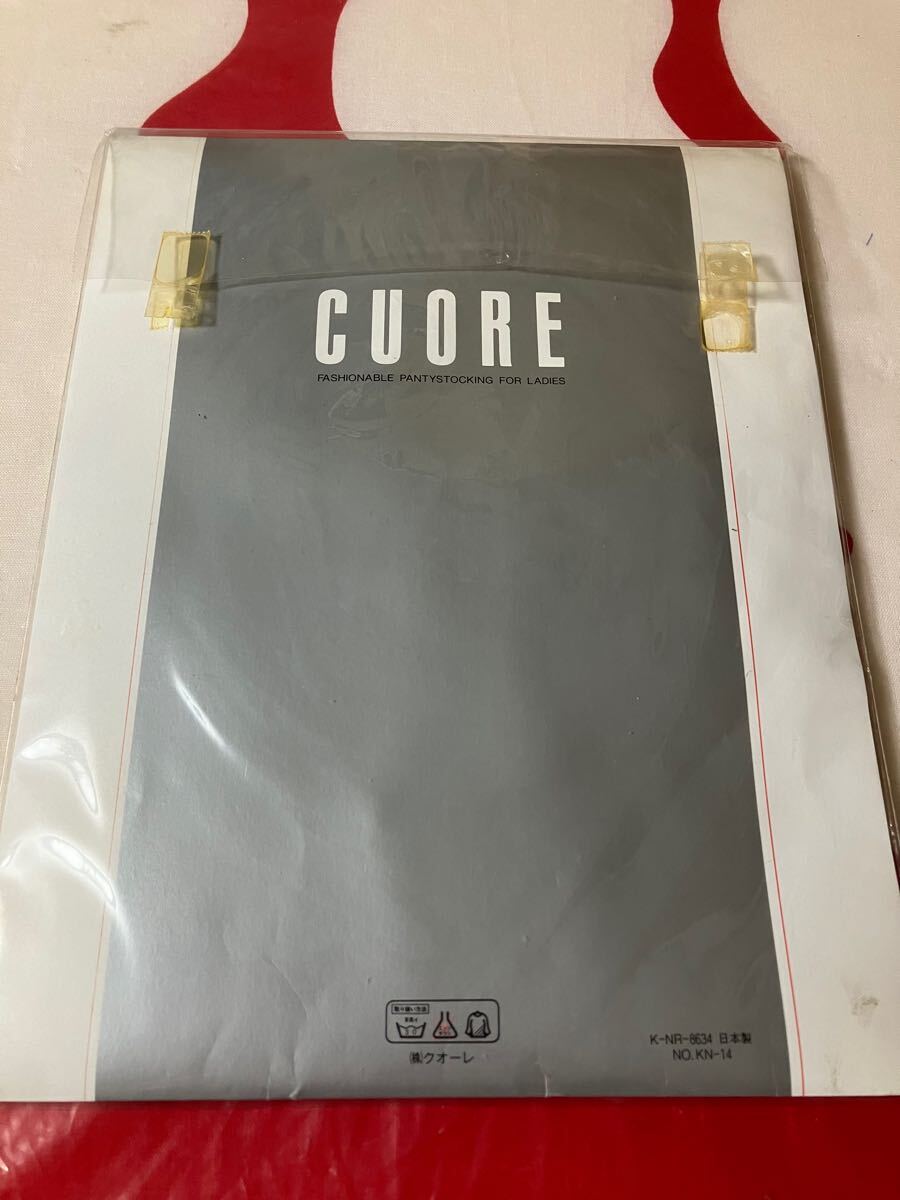 CUORE
FASHIONABLE PANTYSTOCKING FOR LADIES
取り扱い方法
30
(株)クオーレ
K-NR-8634 日本製
NO.KN-14